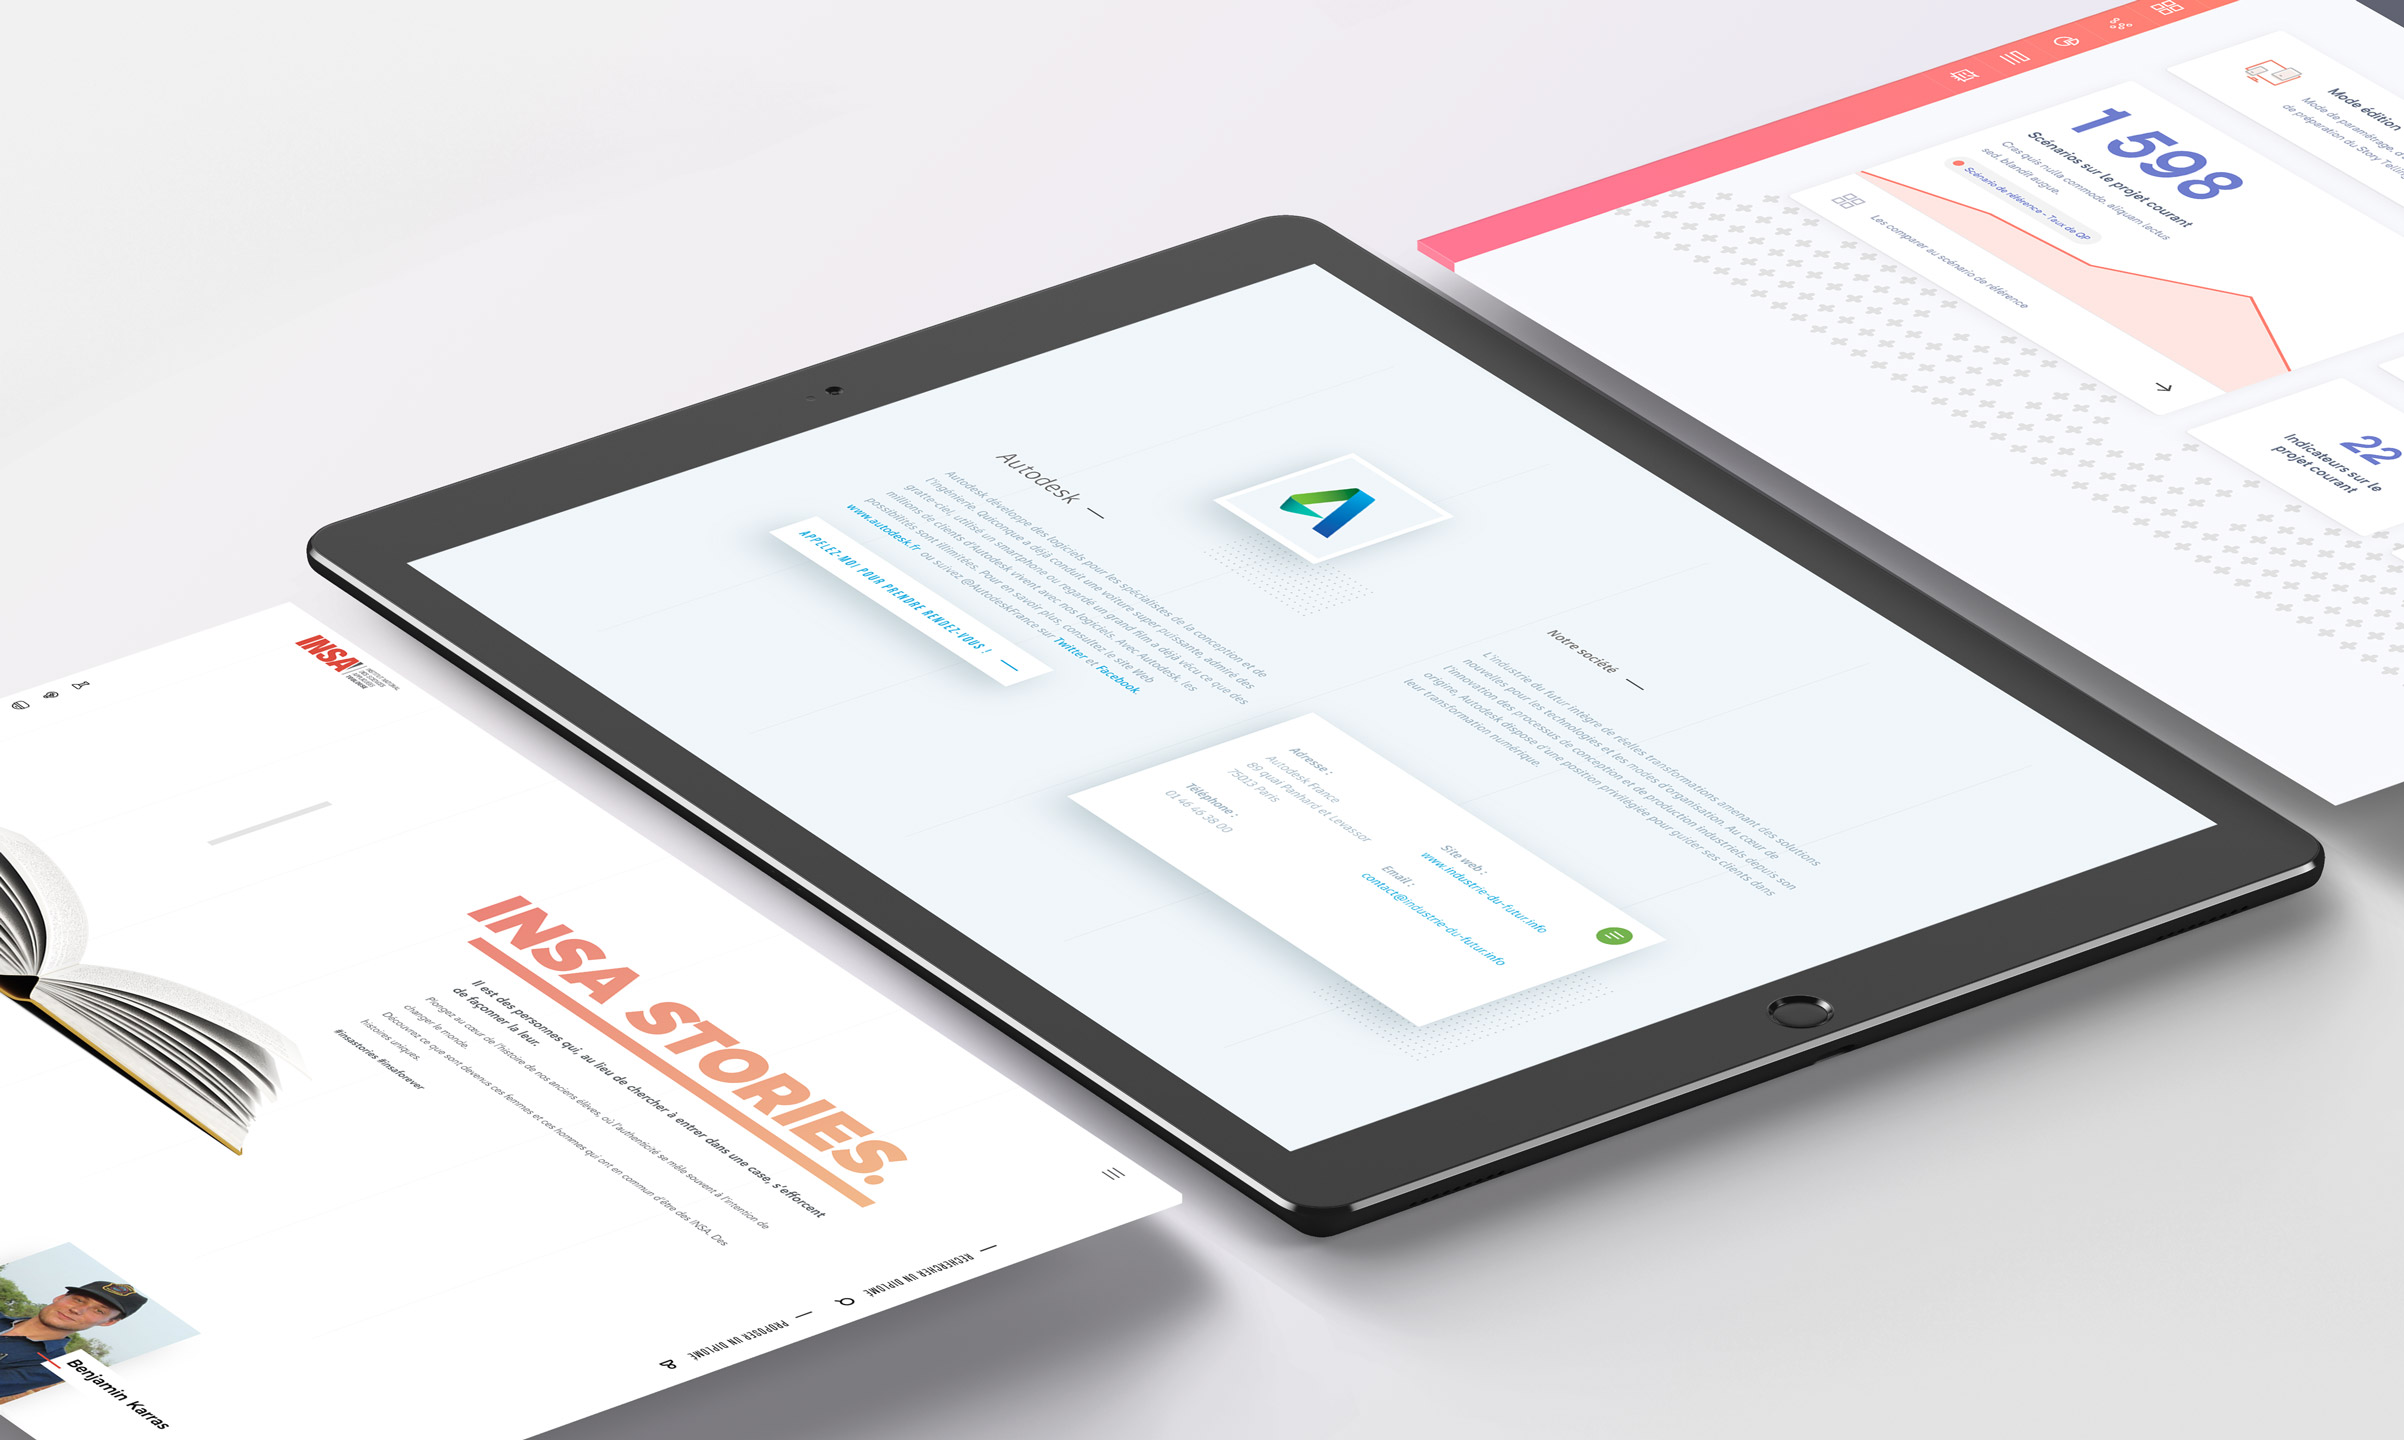 INSA
INSTITUT NATIONAL
DES SCIENCES
APPLIQUÉES
TOULOUSE
INSA STORIES.
Il est des personnes qui, au lieu de chercher à entrer dans une case, s'efforcent
de façonner la leur.
Plongez au cœur de l'histoire de nos anciens élèves, où l'authenticité se mêle souvent à l'intention de
changer le monde.
Découvrez ce que sont devenus ces femmes et ces hommes qui ont en commun d'être des INSA. Des
histoires uniques.
#insastories #insaforever
RECHERCHER UN DIPLÔMÉ
PROPOSER UN DIPLÔMÉ
Benjamin Karras
Autodesk
Autodesk développe des logiciels pour les spécialistes de la conception et de
l'ingénierie. Quiconque a déjà conduit une voiture super puissante, admiré des
gratte-ciel, utilisé un smartphone ou regardé un grand film a déjà vécu ce que des
millions de clients d'Autodesk vivent avec nos logiciels. Avec Autodesk, les
possibilités sont illimitées. Pour en savoir plus, consultez le site Web
www.autodesk.fr ou suivez @AutodeskFrance sur Twitter et Facebook
APPELEZ-MOI POUR PRENDRE RENDEZ-VOUS !
Notre société
L'industrie du futur intègre de réelles transformations amenant des solutions
nouvelles pour les technologies et les modes d'organisation. Au cœur de
l'innovation des processus de conception et de production industriels depuis son
origine, Autodesk dispose d'une position privilégiée pour guider ses clients dans
leur transformation numérique.
Adresse :
Autodesk France
89 quai Panhard et Levassor
75013 Paris
Téléphone :
01 46 46 38 00
Site web :
www.industrie-du-futur.info
Email :
contact@industrie-du-futur.info
1 598
Scénarios sur le projet courant
Cras quis nulla commodo, aliquam lectus
sed, blandit augue.
Scénario de référence - Taux de QP
Les comparer au scénario de référence
Mode édition
Mode de paramétrage, d'
de préparation du Story Telling
22
Indicateurs sur le
projet courant